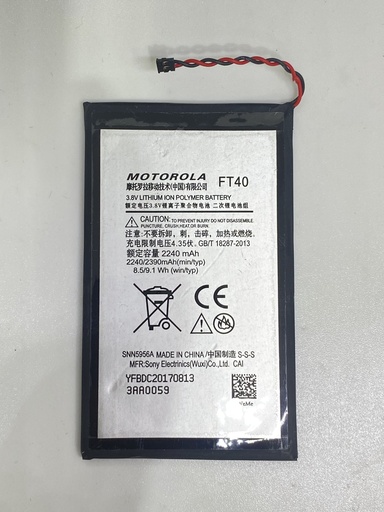 MOTOROLA FT40
摩托罗拉移动技术(中国)有限公司
3.8V LITHIUM ION POLYMER BATTERY
额定电压3.8V锂离子聚合物电池 二次锂电池组
CAUTION: TO PREVENT INJURY DO NOT DISASSEMBLE,
PUNCTURE, CRUSH, HEAT, OR BURN
注意:不要拆卸,刺,击碎,加热或燃烧。
充电限制电压4.35伏。GB/T 18287-2013
额定容量 2240 mAh
2240/2390mAh(min/typ)
8.5/9.1 Wh (min/typ)
CE
SNN5956A MADE IN CHINA /中国制造 S-S-S
MFR:Sony Electrinics(Wuxi)Co.,Ltd. CAI
YFBDC20170813
3AA0059